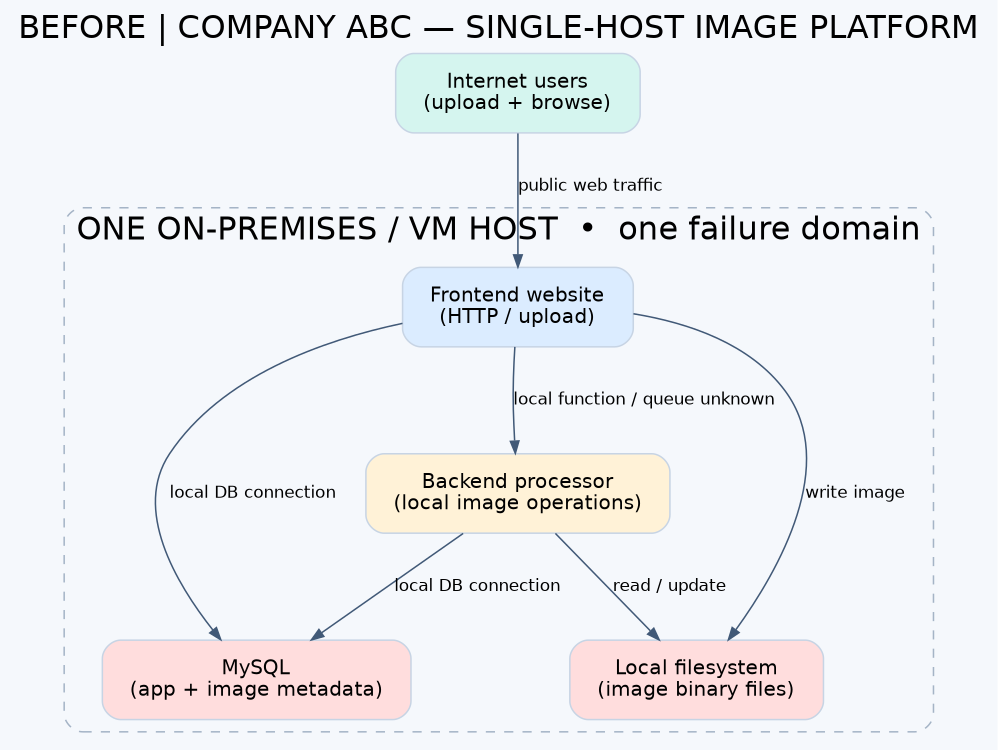 BEFORE | COMPANY ABC — SINGLE-HOST IMAGE PLATFORM
Internet users
(upload + browse)
public web traffic
ONE ON-PREMISES / VM HOST • one failure domain
Frontend website
(HTTP / upload)
local function / queue unknown
Backend processor
(local image operations)
local DB connection
write image
local DB connection
read / update
MySQL
(app + image metadata)
Local filesystem
(image binary files)